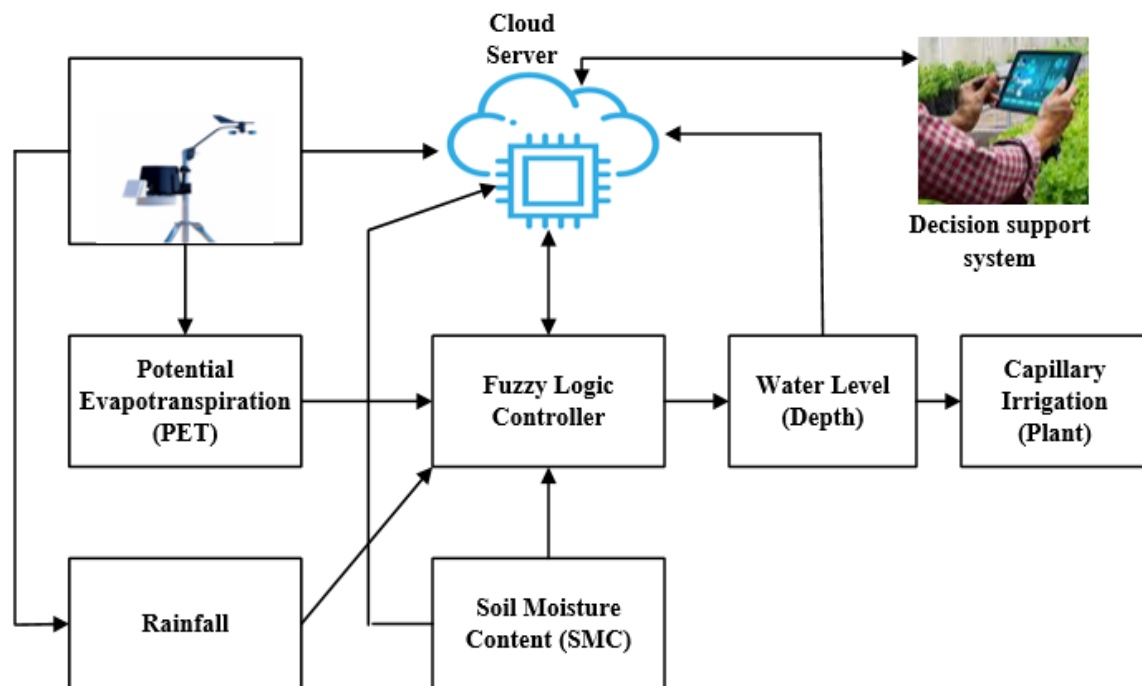 Cloud
Server
Decision support
system
Potential
Evapotranspiration
(PET)
Fuzzy Logic
Controller
Water Level
(Depth)
Capillary
Irrigation
(Plant)
Rainfall
Soil Moisture
Content (SMC)